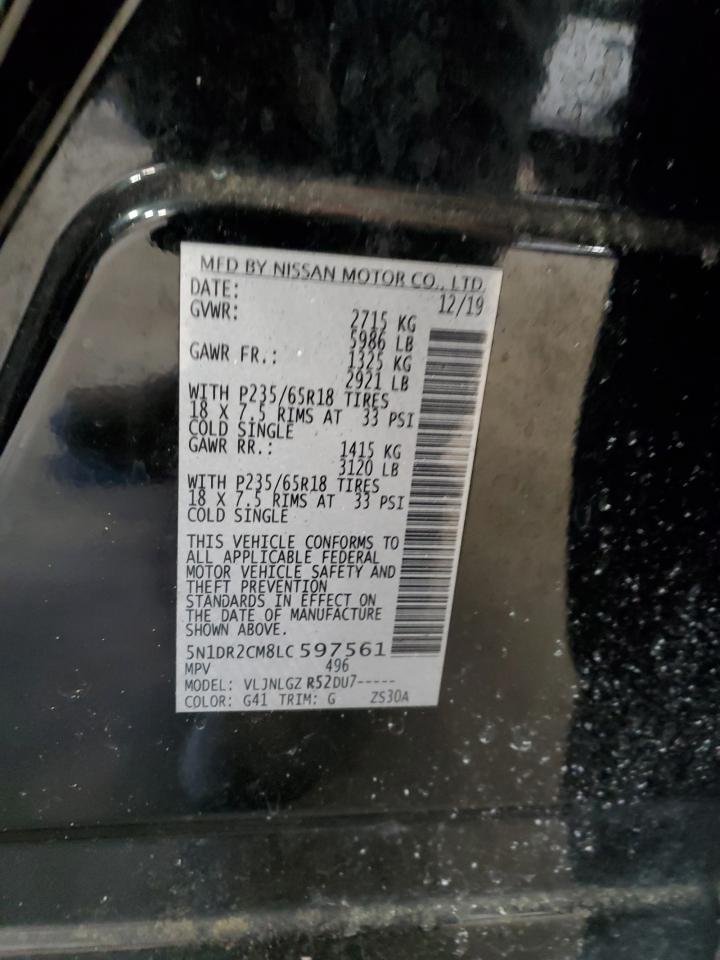 MFD BY NISSAN MOTOR CO., LTD.
DATE: 12/19
GVWR: 2715 KG
5986 LB
GAWR FR.: 1325 KG
2921 LB
WITH P235/65R18 TIRES
18 X 7.5 RIMS AT 33 PSI
COLD SINGLE
GAWR RR.: 1415 KG
3120 LB
WITH P235/65R18 TIRES
18 X 7.5 RIMS AT 33 PSI
COLD SINGLE
THIS VEHICLE CONFORMS TO
ALL APPLICABLE FEDERAL
MOTOR VEHICLE SAFETY AND
THEFT PREVENTION
STANDARDS IN EFFECT ON
THE DATE OF MANUFACTURE
SHOWN ABOVE.
5N1DR2CM8LC597561
MPV 496
MODEL: VLJNLGZ R52DU7-----
COLOR: G41 TRIM: G ZS30A